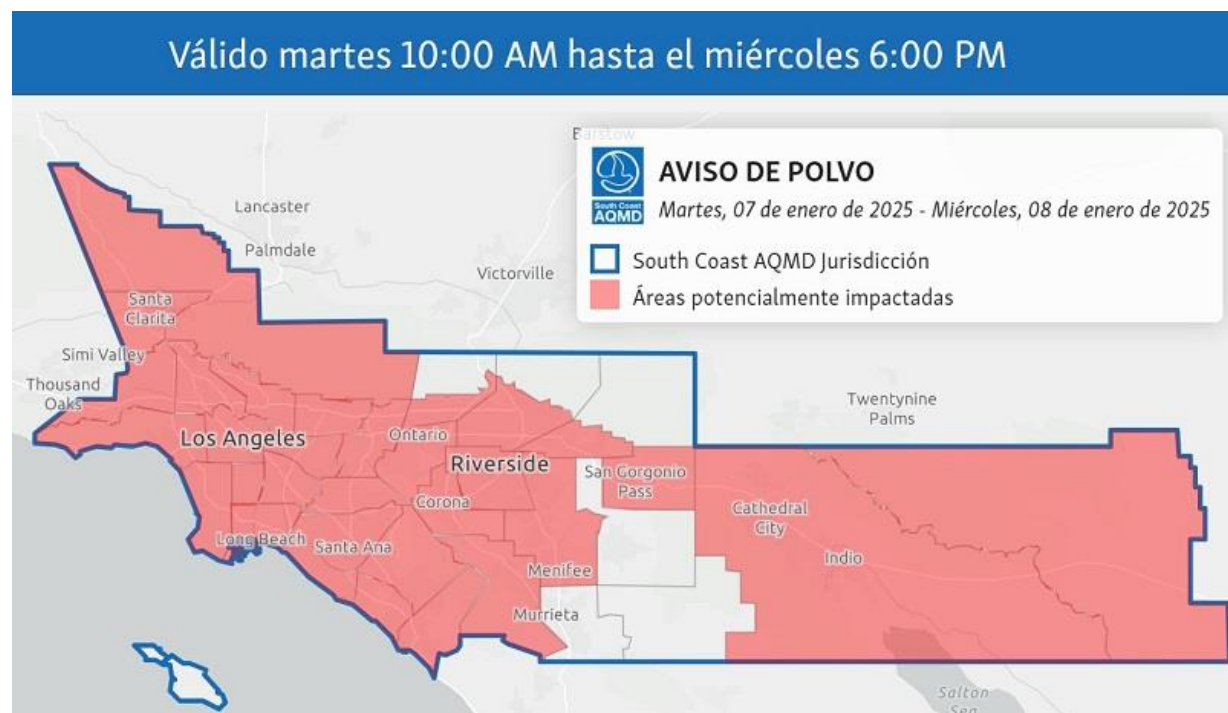 Válido martes 10:00 AM hasta el miércoles 6:00 PM
Barstow
AVISO DE POLVO
South Coast
AQMD
Martes, 07 de enero de 2025 - Miércoles, 08 de enero de 2025
South Coast AQMD Jurisdicción
Áreas potencialmente impactadas
Lancaster
Palmdale
Victorville
Santa
Clarita
Simi Valley
Thousand
Oaks
Twentynine
Palms
Los Angeles
Ontario
Riverside
San Gorgonio
Pass
Corona
Cathedral
City
Long Beach
Santa Ana
Indio
Menifee
Murrieta
Salton
Sea